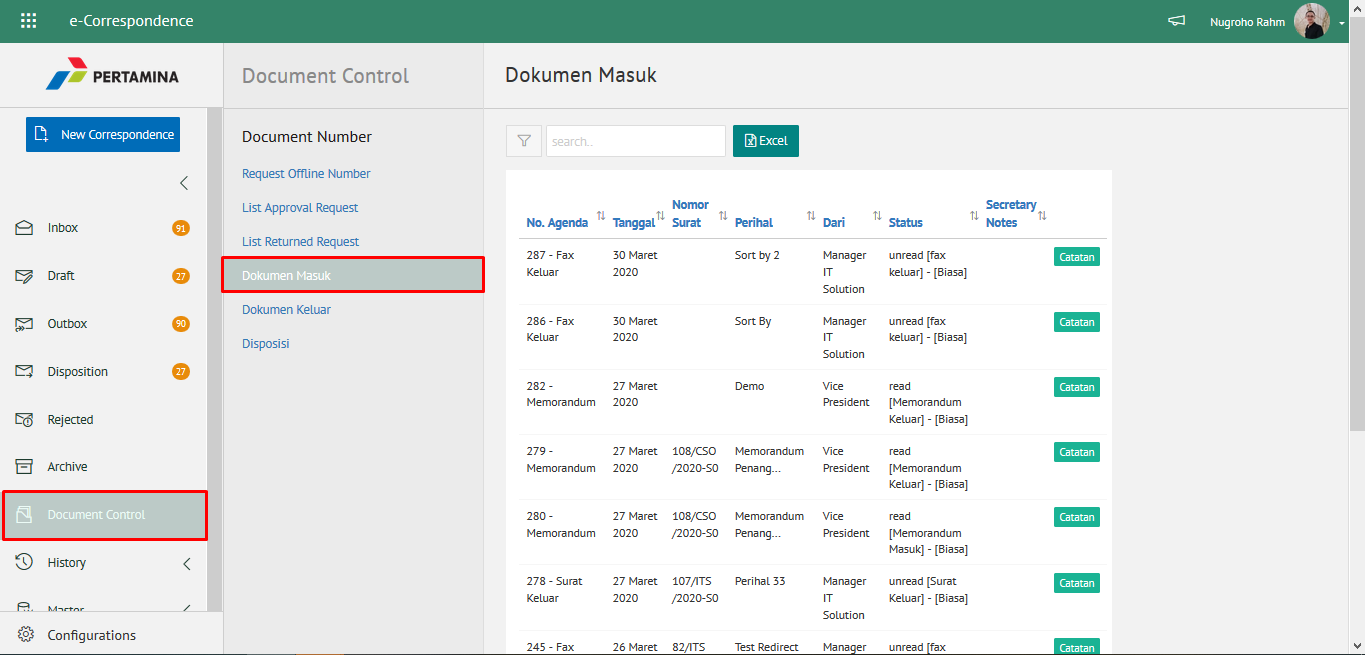 e-Correspondence
Nugroho Rahm
PERTAMINA
New Correspondence
Inbox 91
Draft 27
Outbox 90
Disposition 27
Rejected
Archive
Document Control
History
Master
Configurations
Document Control
Document Number
Request Offline Number
List Approval Request
List Returned Request
Dokumen Masuk
Dokumen Keluar
Disposisi
Dokumen Masuk
search..
Excel
No. Agenda Tanggal Nomor Surat Perihal Dari Status Secretary Notes
287 - Fax Keluar 30 Maret 2020 Sort by 2 Manager IT Solution unread [fax keluar] - [Biasa] Catatan
286 - Fax Keluar 30 Maret 2020 Sort By Manager IT Solution unread [fax keluar] - [Biasa] Catatan
282 - Memorandum 27 Maret 2020 Demo Vice President read [Memorandum Keluar] - [Biasa] Catatan
279 - Memorandum 27 Maret 2020 108/CSO /2020-S0 Memorandum Penang... Vice President read [Memorandum Keluar] - [Biasa] Catatan
280 - Memorandum 27 Maret 2020 108/CSO /2020-S0 Memorandum Penang... Vice President read [Memorandum Masuk] - [Biasa] Catatan
278 - Surat Keluar 27 Maret 2020 107/ITS /2020-S0 Perihal 33 Manager IT Solution unread [Surat Keluar] - [Biasa] Catatan
245 - Fax 26 Maret 82/ITS Test Redirect Manager unread [fax Catatan